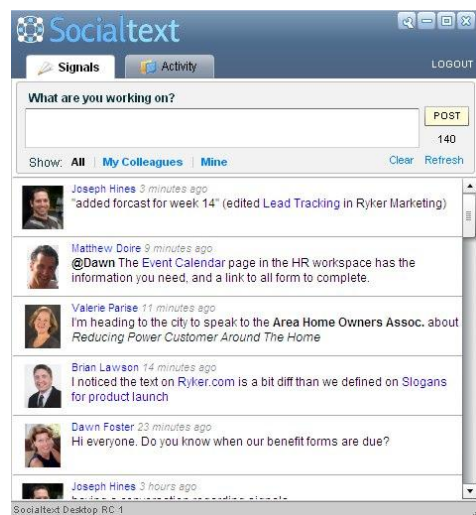 Socialtext
Signals
Activity
LOGOUT
What are you working on?
POST
140
Show: All | My Colleagues | Mine
Clear Refresh
Joseph Hines 3 minutes ago
"added forcast for week 14" (edited Lead Tracking in Ryker Marketing)
Matthew Doire 9 minutes ago
@Dawn The Event Calendar page in the HR workspace has the
information you need, and a link to all form to complete.
Valerie Parise 11 minutes ago
I'm heading to the city to speak to the Area Home Owners Assoc. about
Reducing Power Customer Around The Home
Brian Lawson 14 minutes ago
I noticed the text on Ryker.com is a bit diff than we defined on Slogans
for product launch
Dawn Foster 23 minutes ago
Hi everyone. Do you know when our benefit forms are due?
Joseph Hines 3 hours ago
having a conversation regarding signals
Socialtext Desktop RC 1